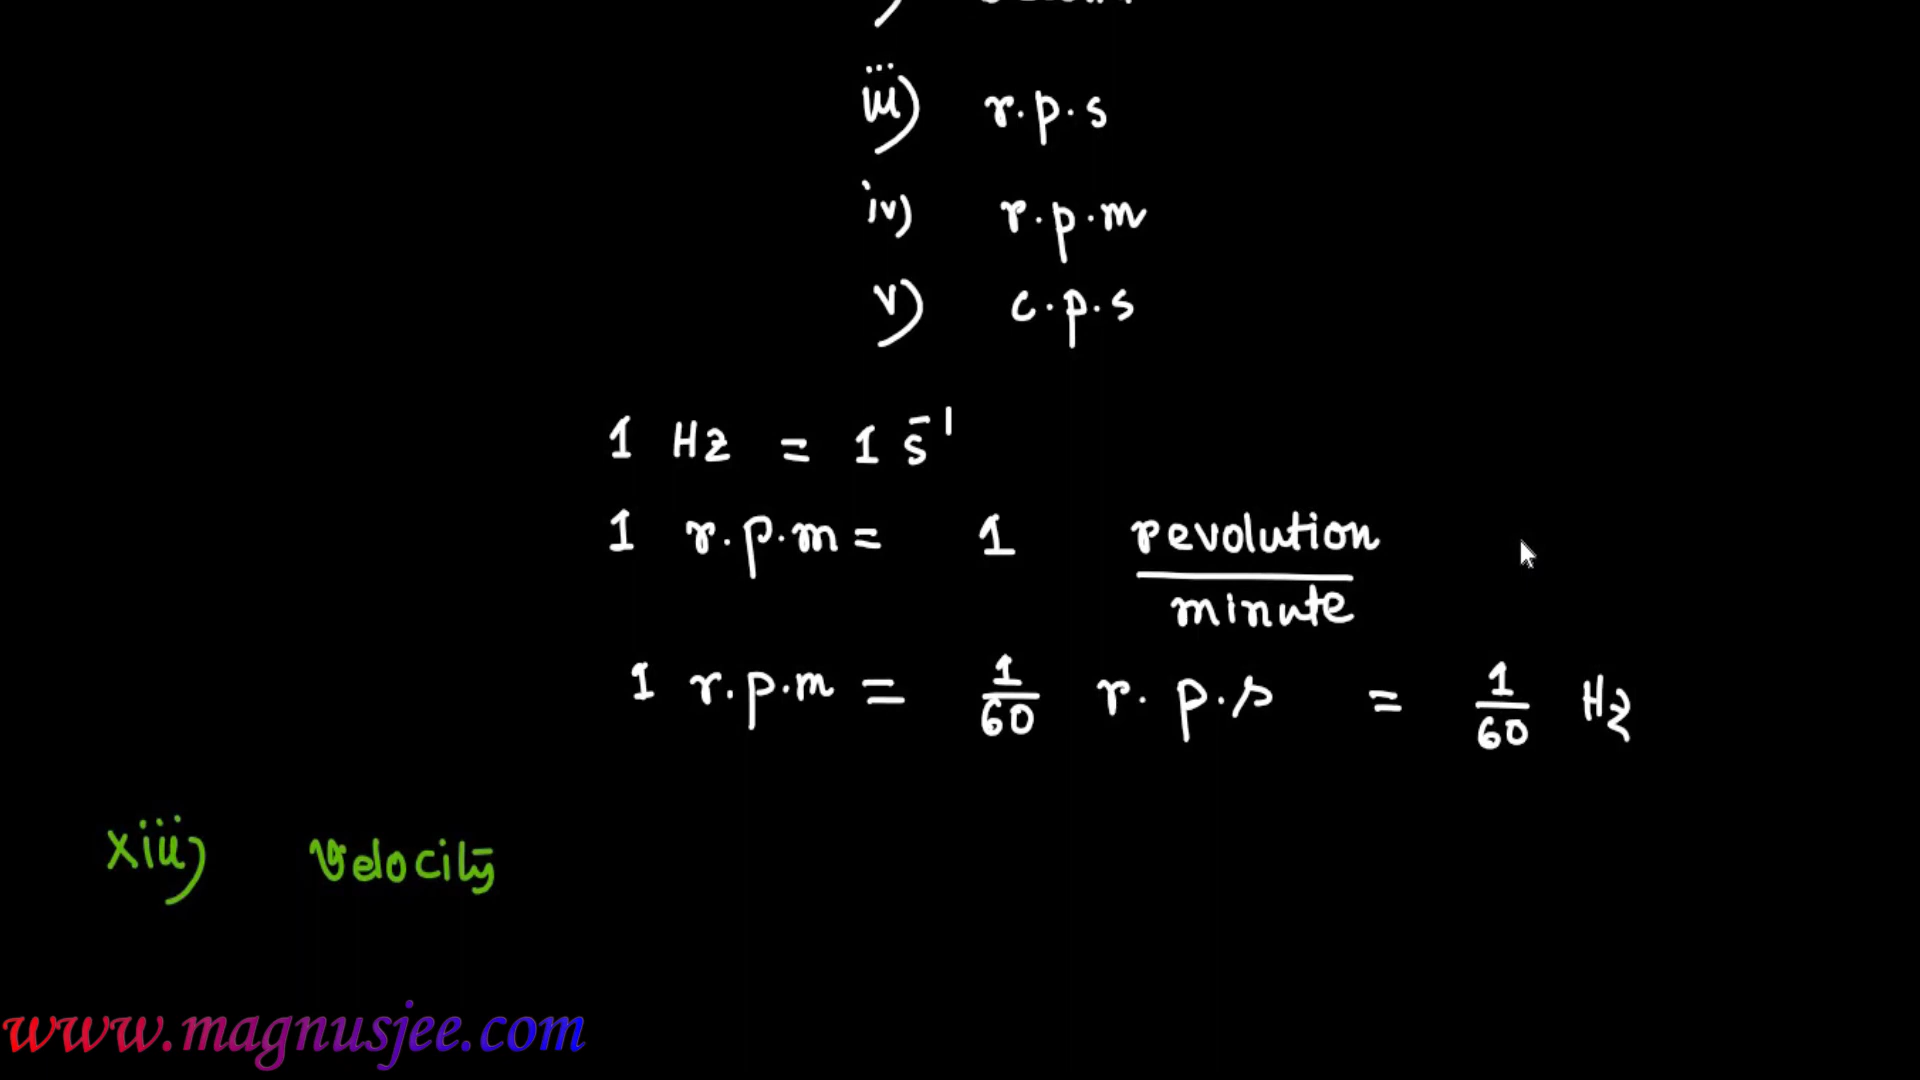 iii) r.p.s
iv) r.p.m
v) c.p.s
1 Hz = 1 s⁻¹
1 r.p.m = 1 revolution/minute
1 r.p.m = 1/60 r.p.s = 1/60 Hz
xiii) Velocity
www.magnusjee.com